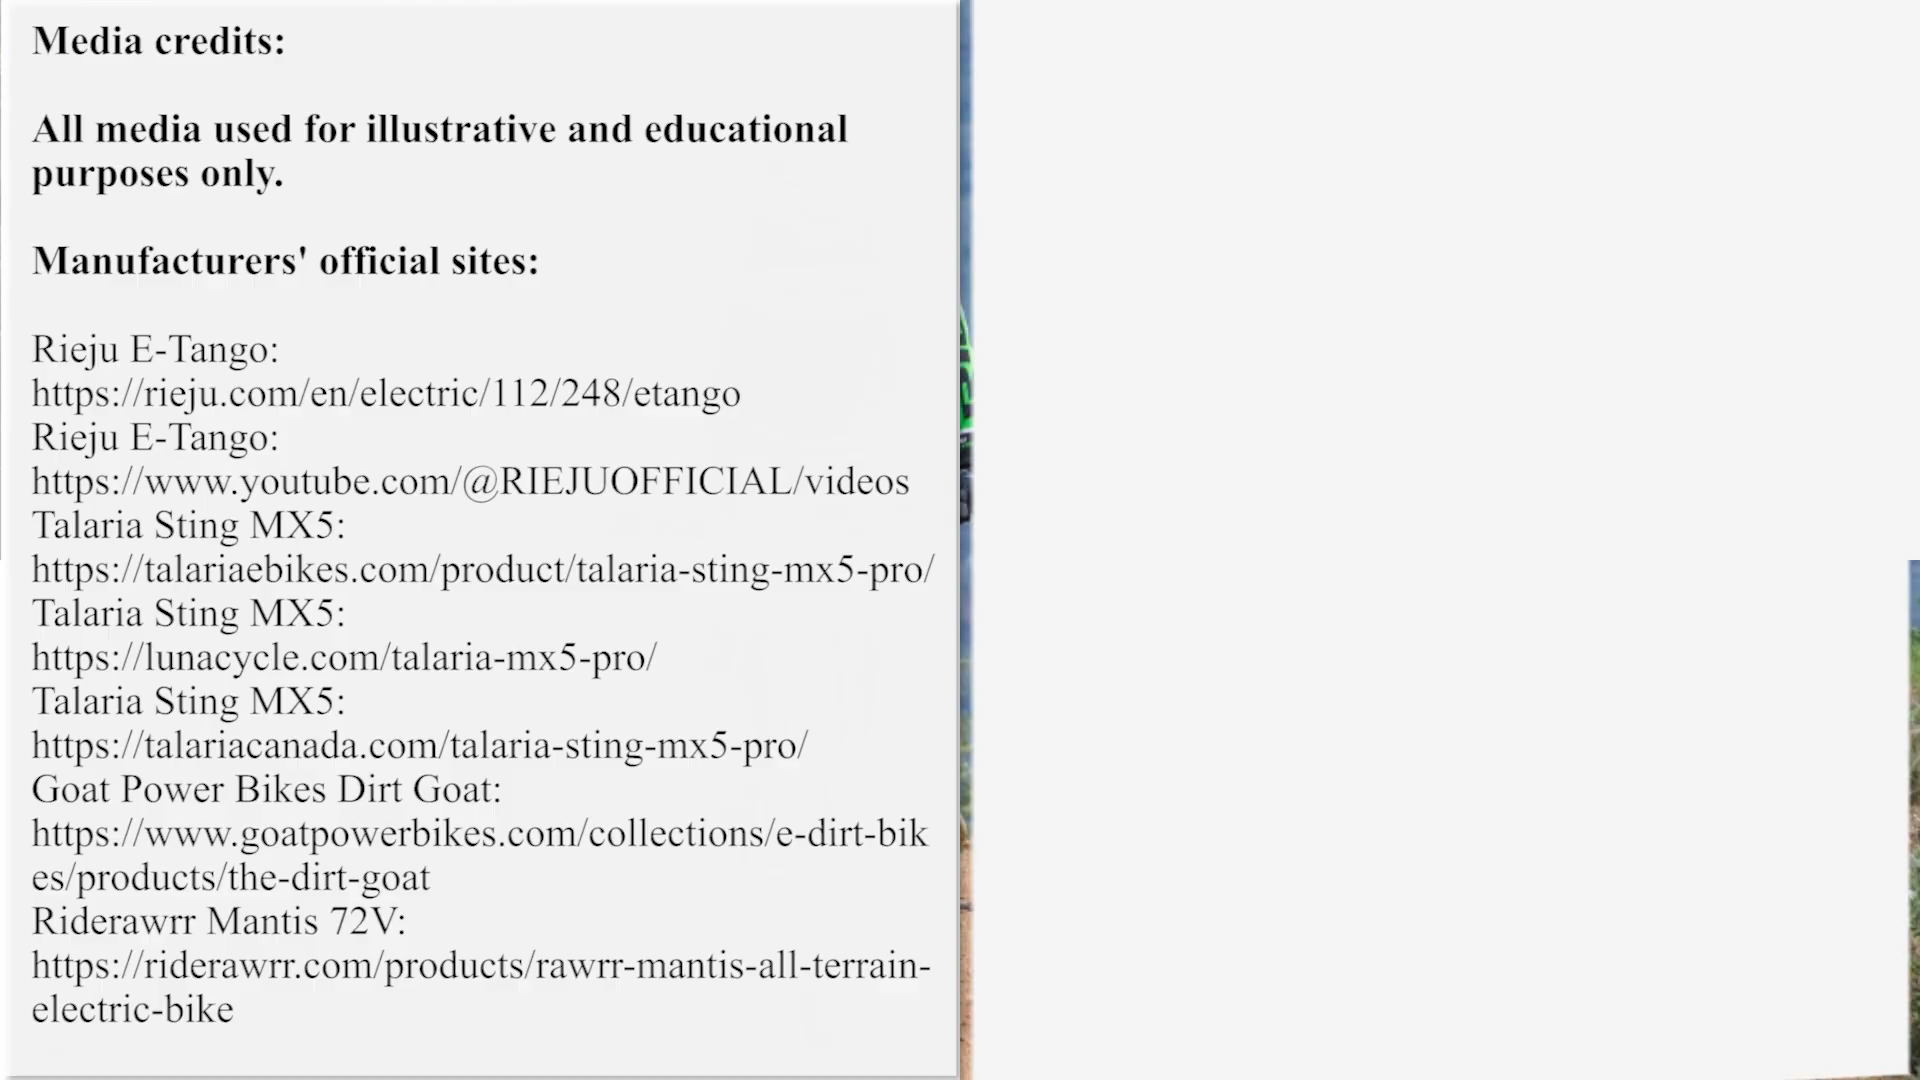 Media credits:
All media used for illustrative and educational
purposes only.
Manufacturers' official sites:
Rieju E-Tango:
https://rieju.com/en/electric/112/248/etango
Rieju E-Tango:
https://www.youtube.com/@RIEJUOFFICIAL/videos
Talaria Sting MX5:
https://talariaebikes.com/product/talaria-sting-mx5-pro/
Talaria Sting MX5:
https://lunacycle.com/talaria-mx5-pro/
Talaria Sting MX5:
https://talariacanada.com/talaria-sting-mx5-pro/
Goat Power Bikes Dirt Goat:
https://www.goatpowerbikes.com/collections/e-dirt-bik
es/products/the-dirt-goat
Riderawrr Mantis 72V:
https://riderawrr.com/products/rawrr-mantis-all-terrain-
electric-bike